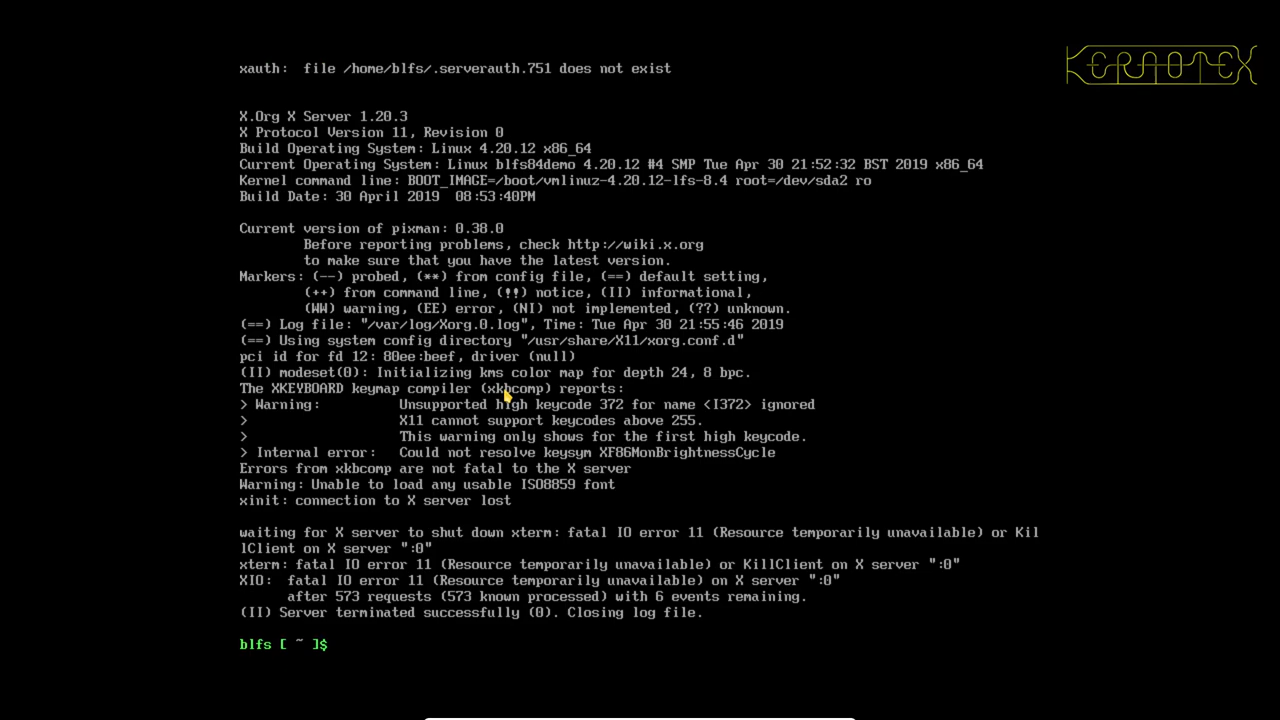 KERNOTEX
xauth:  file /home/blfs/.serverauth.751 does not exist
X.Org X Server 1.20.3
X Protocol Version 11, Revision 0
Build Operating System: Linux 4.20.12 x86_64
Current Operating System: Linux blfs84demo 4.20.12 #4 SMP Tue Apr 30 21:52:32 BST 2019 x86_64
Kernel command line: BOOT_IMAGE=/boot/vmlinuz-4.20.12-lfs-8.4 root=/dev/sda2 ro
Build Date: 30 April 2019  08:53:40PM
Current version of pixman: 0.38.0
Before reporting problems, check http://wiki.x.org
to make sure that you have the latest version.
Markers: (--) probed, (**) from config file, (==) default setting,
(++) from command line, (!!) notice, (II) informational,
(WW) warning, (EE) error, (NI) not implemented, (??) unknown.
(==) Log file: "/var/log/Xorg.0.log", Time: Tue Apr 30 21:55:46 2019
(==) Using system config directory "/usr/share/X11/xorg.conf.d"
pci id for fd 12: 80ee:beef, driver (null)
(II) modeset(0): Initializing kms color map for depth 24, 8 bpc.
The XKEYBOARD keymap compiler (xkbcomp) reports:
> Warning:          Unsupported high keycode 372 for name <I372> ignored
>                   X11 cannot support keycodes above 255.
>                   This warning only shows for the first high keycode.
> Internal error:   Could not resolve keysym XF86MonBrightnessCycle
Errors from xkbcomp are not fatal to the X server
Warning: Unable to load any usable ISO8859 font
xinit: connection to X server lost
waiting for X server to shut down xterm: fatal IO error 11 (Resource temporarily unavailable) or Kil
lClient on X server ":0"
xterm: fatal IO error 11 (Resource temporarily unavailable) or KillClient on X server ":0"
XIO:  fatal IO error 11 (Resource temporarily unavailable) on X server ":0"
after 573 requests (573 known processed) with 6 events remaining.
(II) Server terminated successfully (0). Closing log file.
blfs [ ~ ]$